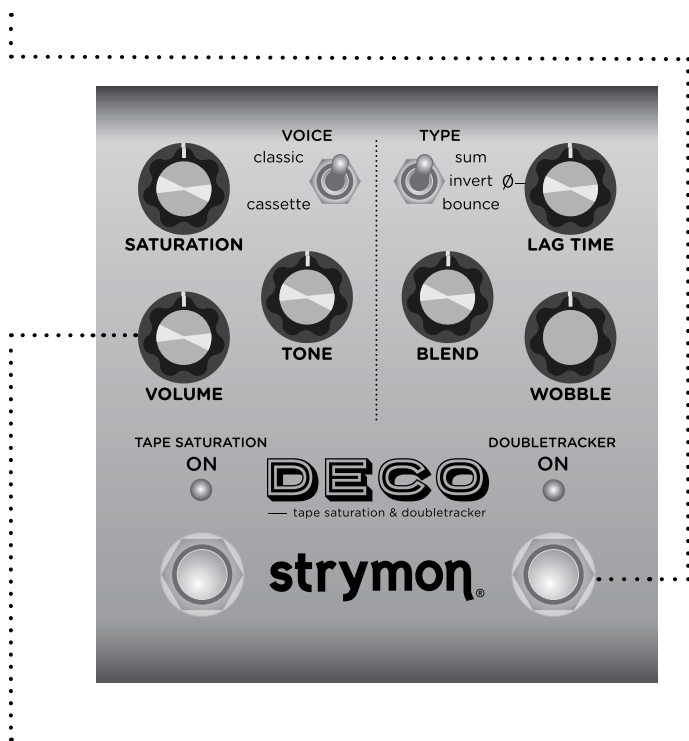 VOICE
classic
cassette
TYPE
sum
invert Ø
bounce
SATURATION
LAG TIME
TONE
BLEND
VOLUME
WOBBLE
TAPE SATURATION
ON
DOUBLETRACKER
ON
DECO
tape saturation & doubletracker
strymon®